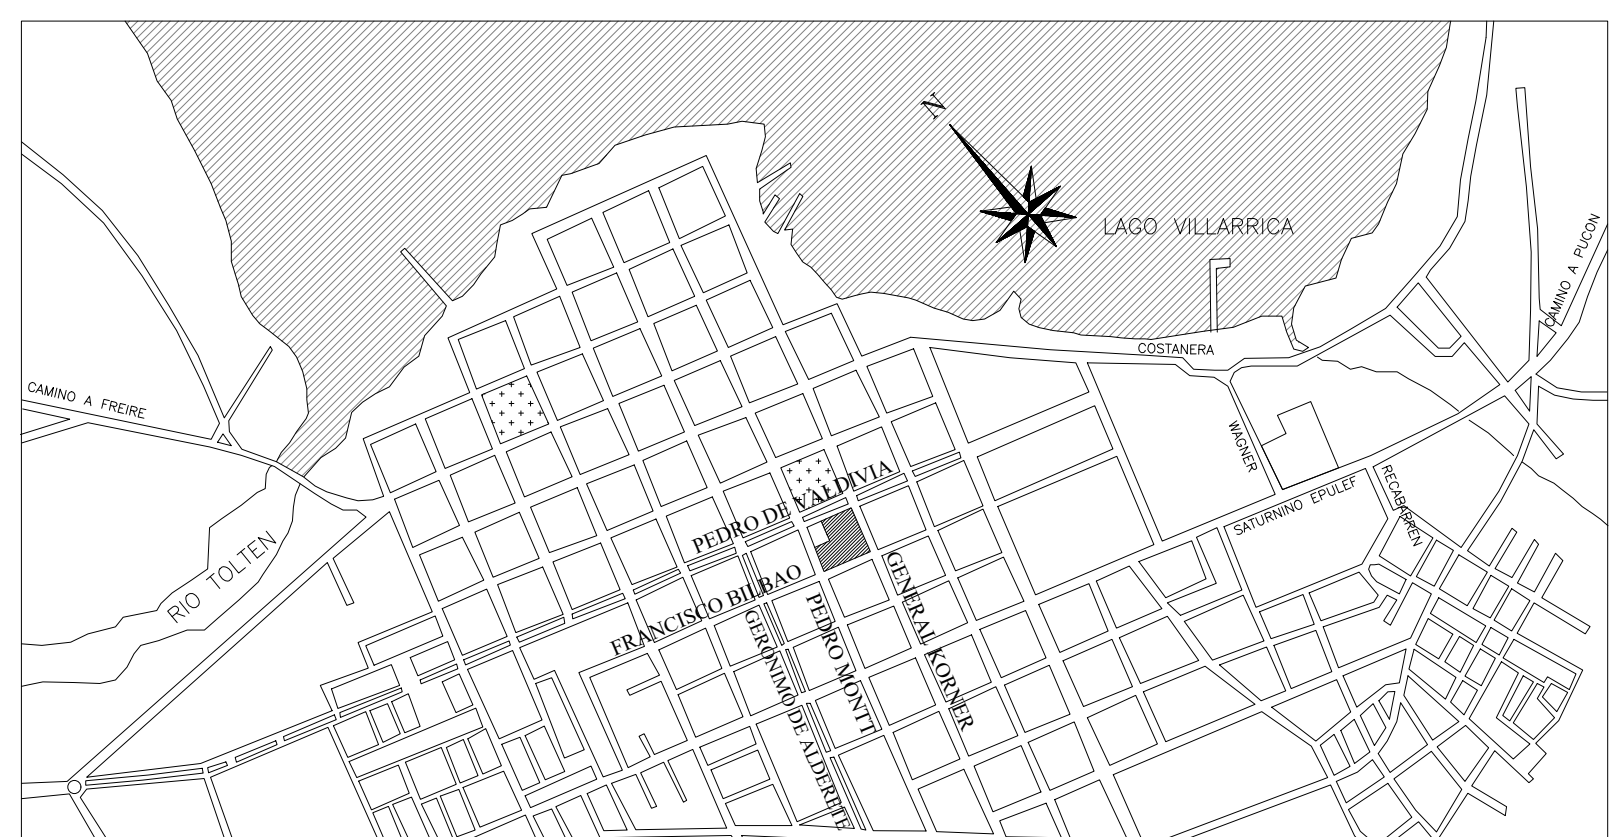 N
LAGO VILLARRICA
CAMINO A PUCON
COSTANERA
CAMINO A FREIRE
WAGNER
RECABARREN
SATURNINO EPULEF
PEDRO DE VALDIVIA
RIO TOLTEN
FRANCISCO BILBAO
GERONIMO DE ALDERETE
PEDRO MONTT
GENERAL KORNER